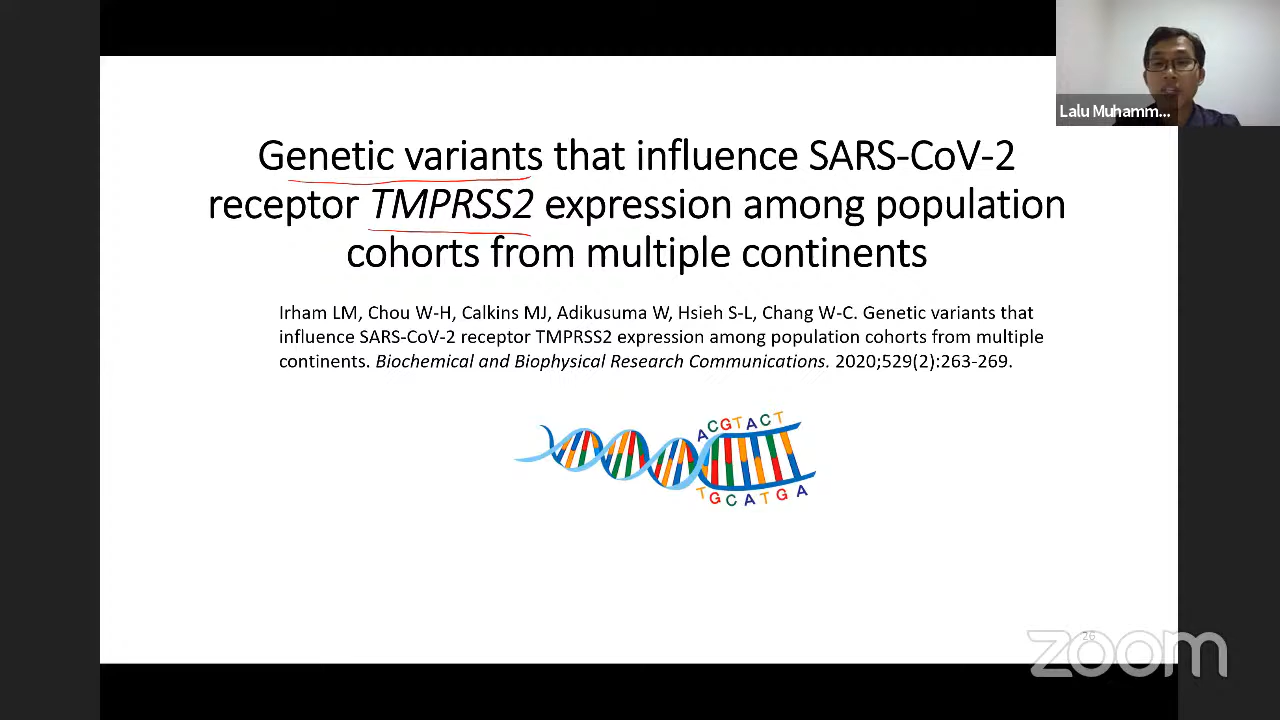 Lalu Muhamm...
Genetic variants that influence SARS-CoV-2
receptor TMPRSS2 expression among population
cohorts from multiple continents
Irham LM, Chou W-H, Calkins MJ, Adikusuma W, Hsieh S-L, Chang W-C. Genetic variants that
influence SARS-CoV-2 receptor TMPRSS2 expression among population cohorts from multiple
continents. Biochemical and Biophysical Research Communications. 2020;529(2):263-269.
ACGTACT
TGCATGA
26
zoom